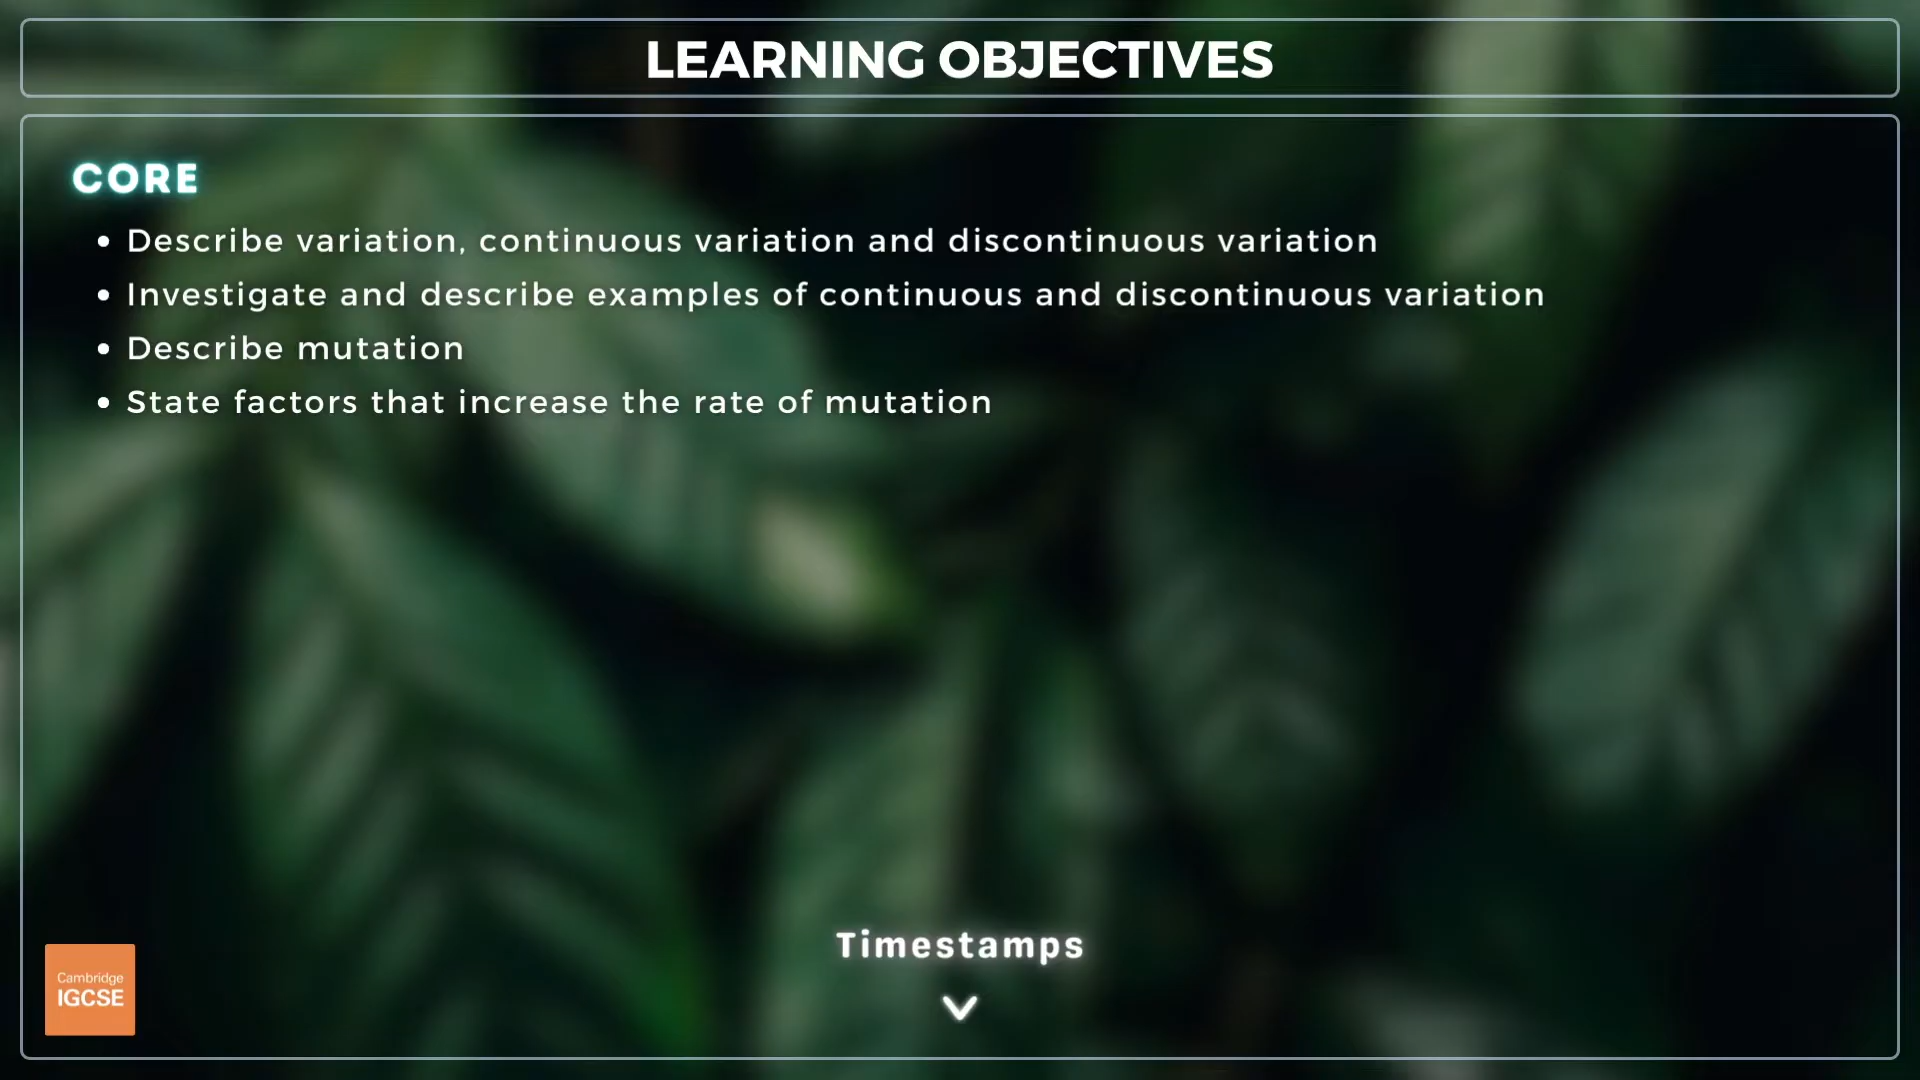 LEARNING OBJECTIVES
CORE
• Describe variation, continuous variation and discontinuous variation
• Investigate and describe examples of continuous and discontinuous variation
• Describe mutation
• State factors that increase the rate of mutation
Timestamps
Cambridge
IGCSE